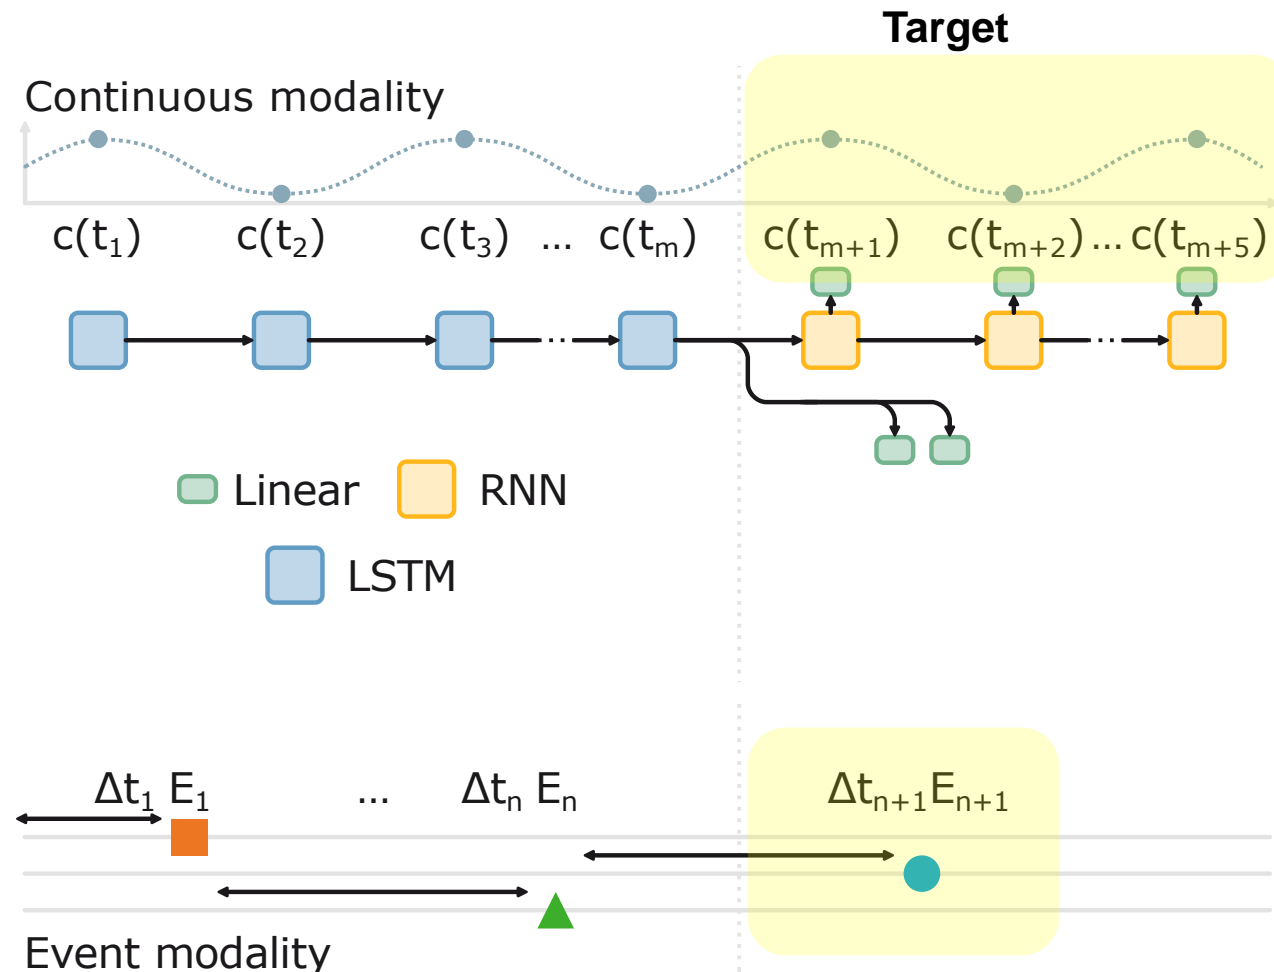 Target
Continuous modality
c(t₁) c(t₂) c(t₃) ... c(tₘ) c(tₘ₊₁) c(tₘ₊₂) ... c(tₘ₊₅)
...
...
Linear RNN
LSTM
Δt₁ E₁ ... Δtₙ Eₙ Δtₙ₊₁Eₙ₊₁
Event modality